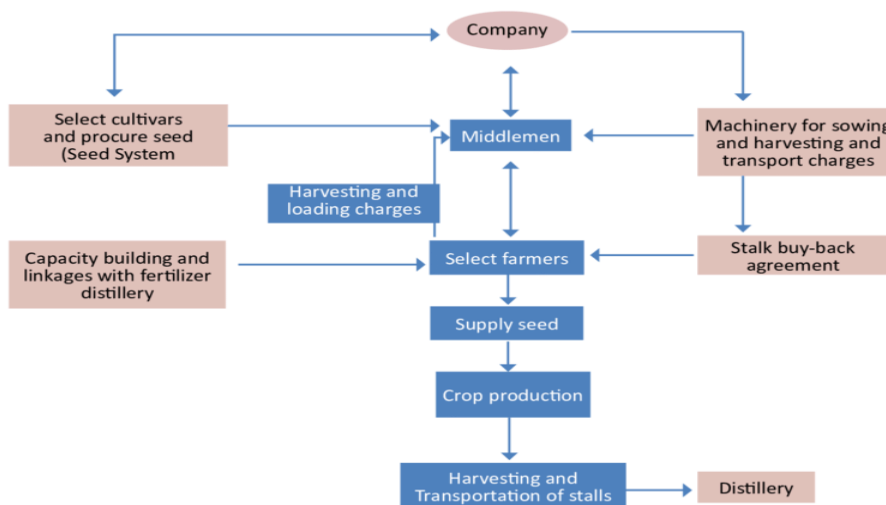 Company
Select cultivars
and procure seed
(Seed System
Middlemen
Machinery for sowing
and harvesting and
transport charges
Harvesting and
loading charges
Capacity building and
linkages with fertilizer
distillery
Select farmers
Stalk buy-back
agreement
Supply seed
Crop production
Harvesting and
Transportation of stalls
Distillery